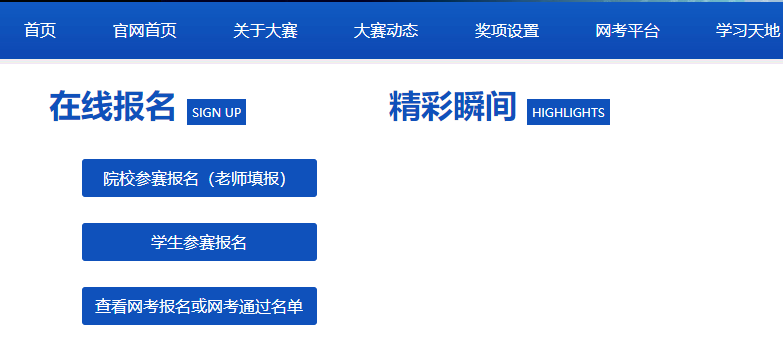 首页 官网首页 关于大赛 大赛动态 奖项设置 网考平台 学习天地
在线报名 SIGN UP 精彩瞬间 HIGHLIGHTS
院校参赛报名（老师填报）
学生参赛报名
查看网考报名或网考通过名单